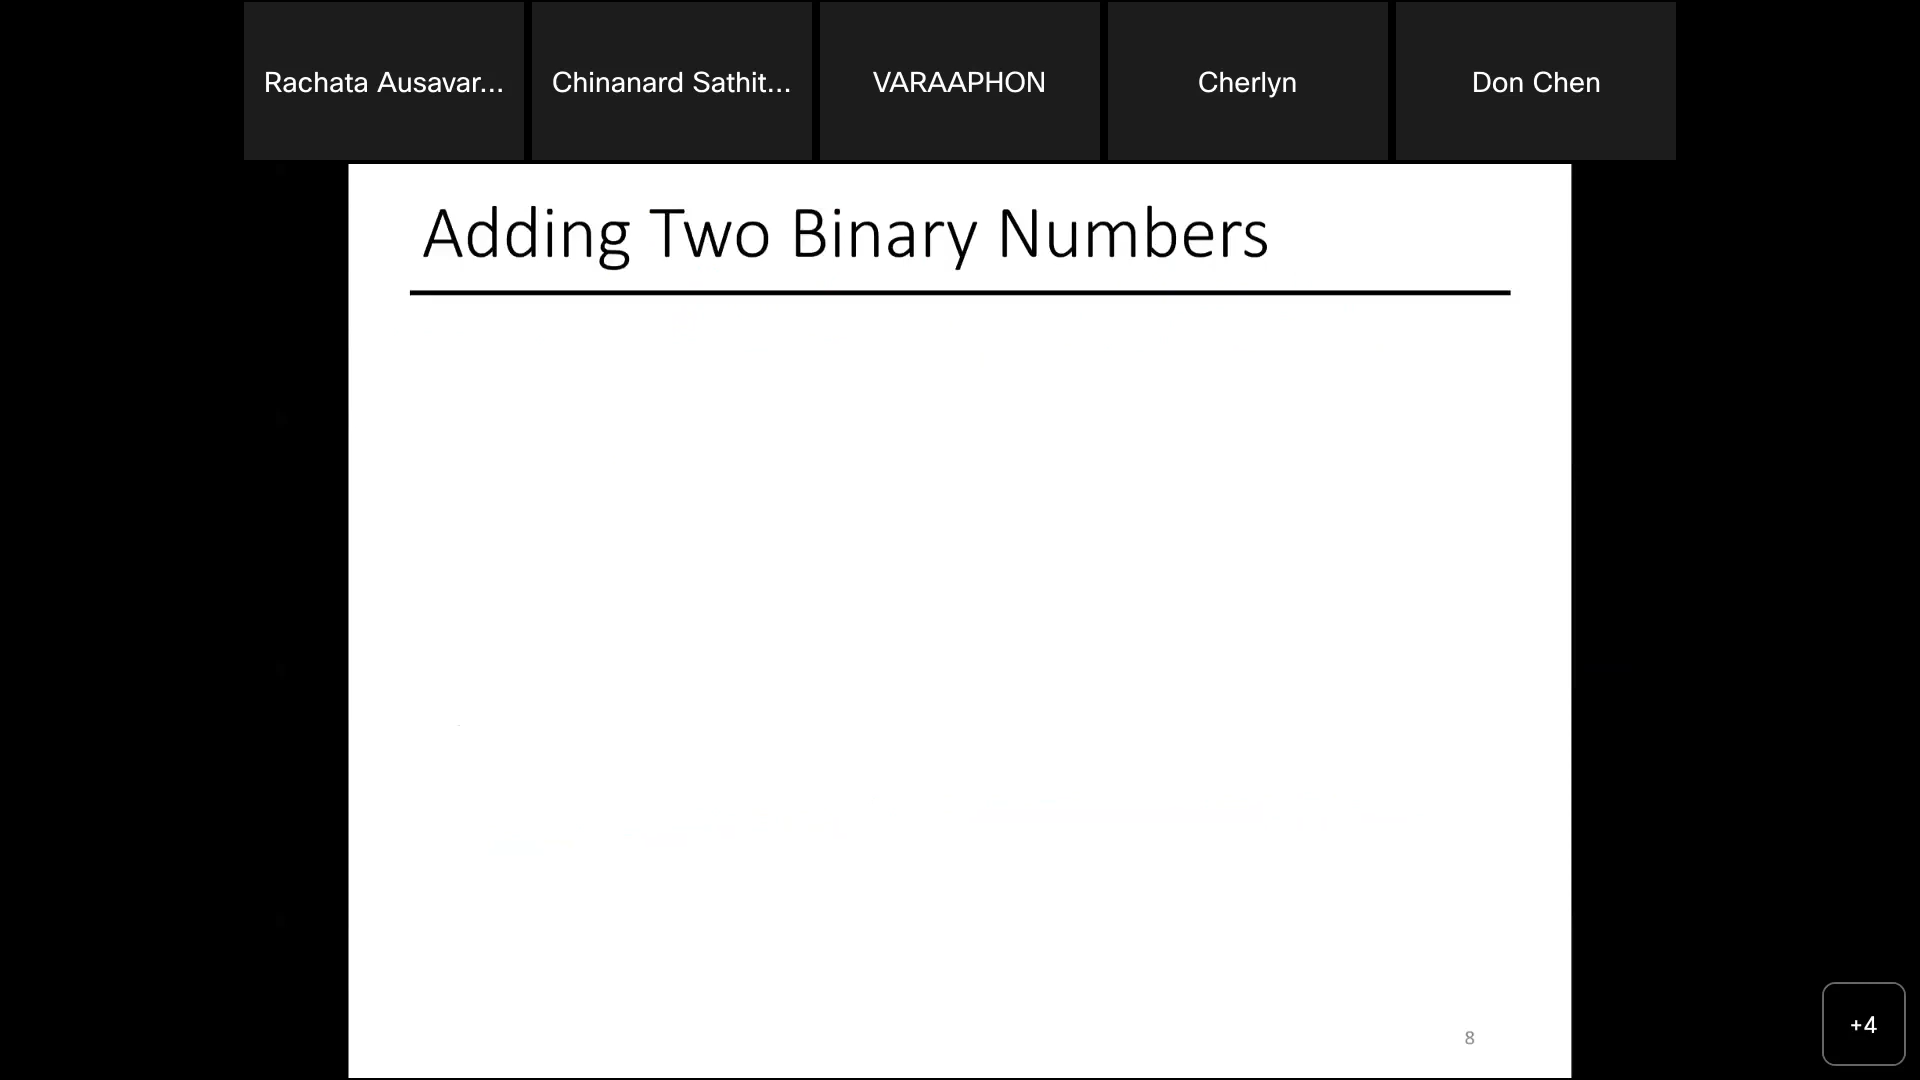 Rachata Ausavar...
Chinanard Sathit...
VARAAPHON
Cherlyn
Don Chen
Adding Two Binary Numbers
8
+4